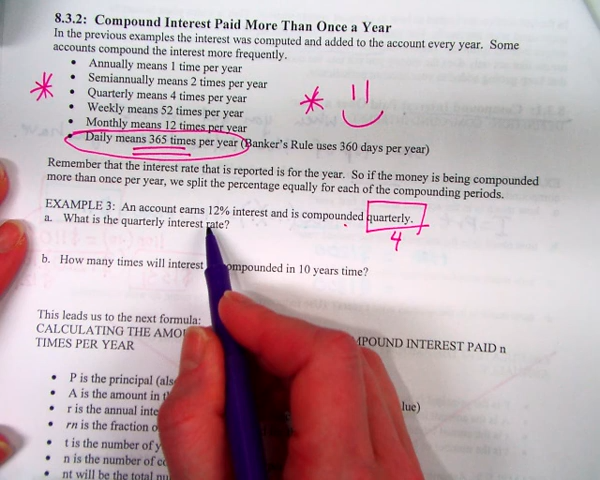 8.3.2: Compound Interest Paid More Than Once a Year
In the previous examples the interest was computed and added to the account every year. Some
accounts compound the interest more frequently.
• Annually means 1 time per year
• Semiannually means 2 times per year
• Quarterly means 4 times per year
• Weekly means 52 times per year
• Monthly means 12 times per year
• Daily means 365 times per year (Banker's Rule uses 360 days per year)
Remember that the interest rate that is reported is for the year. So if the money is being compounded
more than once per year, we split the percentage equally for each of the compounding periods.
EXAMPLE 3: An account earns 12% interest and is compounded quarterly.
4
a. What is the quarterly interest rate?
b. How many times will interest compounded in 10 years time?
This leads us to the next formula:
CALCULATING THE INTEREST PAID n
TIMES PER YEAR
• P is the principal
• A is the amount in
• r is the annual
• rn is the fraction
• t is the number of
• n is the number of
• nt will be the total